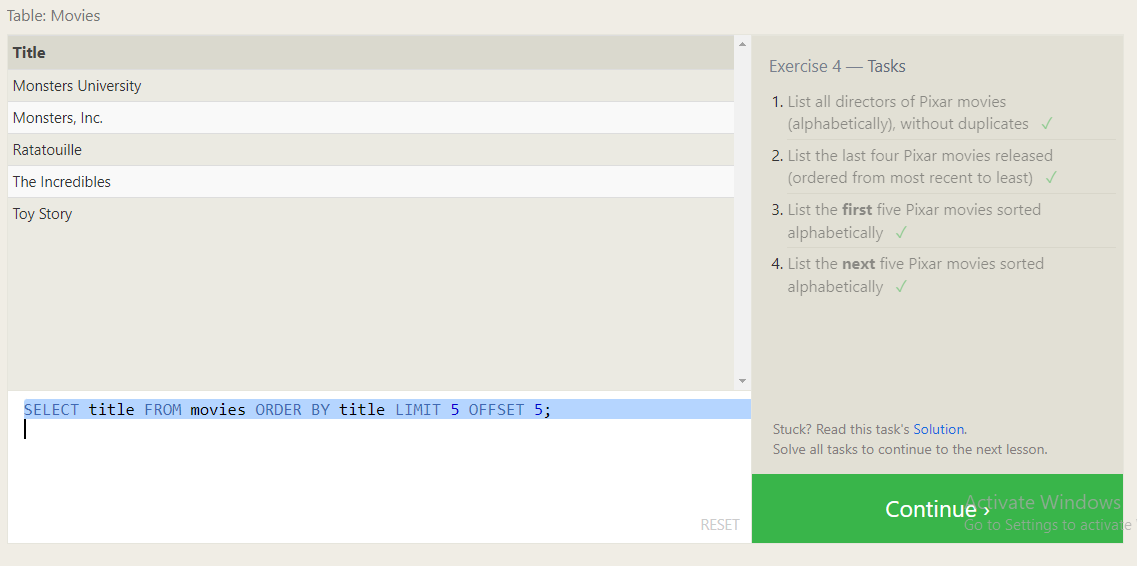 Table: Movies
Title
Monsters University
Monsters, Inc.
Ratatouille
The Incredibles
Toy Story
SELECT title FROM movies ORDER BY title LIMIT 5 OFFSET 5;
RESET
Exercise 4 — Tasks
1. List all directors of Pixar movies
(alphabetically), without duplicates ✓
2. List the last four Pixar movies released
(ordered from most recent to least) ✓
3. List the first five Pixar movies sorted
alphabetically ✓
4. List the next five Pixar movies sorted
alphabetically ✓
Stuck? Read this task's Solution.
Solve all tasks to continue to the next lesson.
Continue ›
Activate Windows
Go to Settings to activate